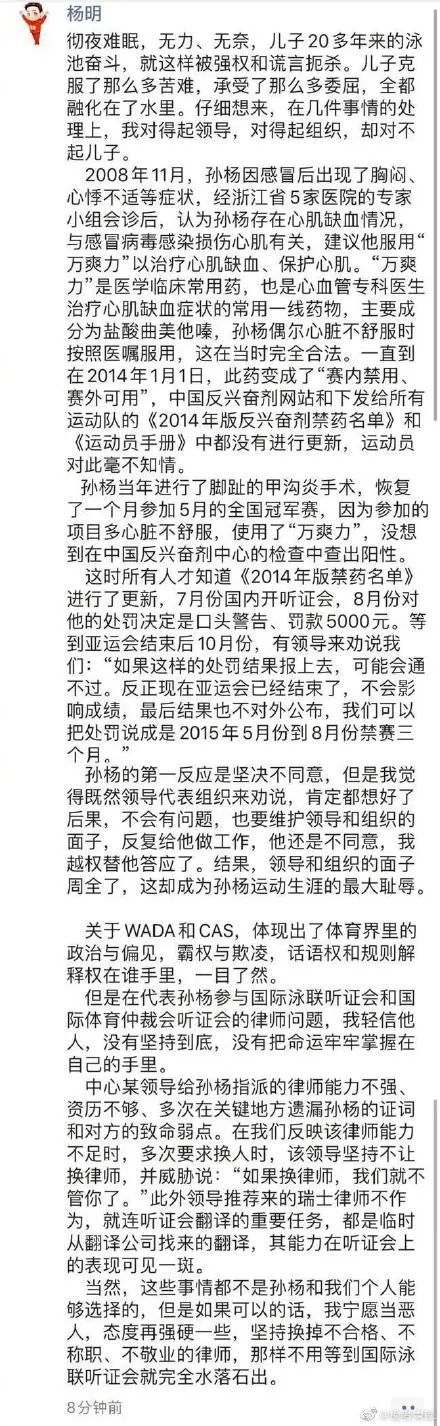 杨明
彻夜难眠，无力、无奈，儿子20多年来的泳
池奋斗，就这样被强权和谎言扼杀。儿子克
服了那么多苦难，承受了那么多委屈，全都
融化在了水里。仔细想来，在几件事情的处
理上，我对得起领导，对得起组织，却对不
起儿子。
2008年11月，孙杨因感冒后出现了胸闷、
心悸不适等症状，经浙江省5家医院的专家
小组会诊后，认为孙杨存在心肌缺血情况，
与感冒病毒感染损伤心肌有关，建议他服用“
万爽力”以治疗心肌缺血、保护心肌。“万爽
力”是医学临床常用药，也是心血管专科医生
治疗心肌缺血症状的常用一线药物，主要成
分为盐酸曲美他嗪，孙杨偶尔心脏不舒服时
按照医嘱服用，这在当时完全合法。一直到
在2014年1月1日，此药变成了“赛内禁用、
赛外可用”，中国反兴奋剂网站和下发给所有
运动队的《2014年版反兴奋剂禁药名单》和
《运动员手册》中都没有进行更新，运动员
对此毫不知情。
孙杨当年进行了脚趾的甲沟炎手术，恢复
了一个月参加5月的全国冠军赛，因为参加的
项目多心脏不舒服，使用了“万爽力”，没想
到在中国反兴奋剂中心的检查中查出阳性。
这时所有人才知道《2014年版禁药名单》
进行了更新，7月份国内开听证会，8月份对
他的处罚决定是口头警告、罚款5000元。等
到亚运会结束后10月份，有领导来劝说我
们：“如果这样的处罚结果报上去，可能会通
不过。反正现在亚运会已经结束了，不会影
响成绩，最后结果也不对外公布，我们可以
把处罚说成是2015年5月份到8月份禁赛三
个月。”
孙杨的第一反应是坚决不同意，但是我觉
得既然领导代表组织来劝说，肯定都想好了
后果，不会有问题，也要维护领导和组织的
面子，反复给他做工作，他还是不同意，我
越权替他答应了。结果，领导和组织的面子
周全了，这却成为孙杨运动生涯的最大耻辱。
关于WADA和CAS，体现出了体育界里的
政治与偏见，霸权与欺凌，话语权和规则解
释权在谁手里，一目了然。
但是在代表孙杨参与国际泳联听证会和国
际体育仲裁会听证会的律师问题，我轻信他
人，没有坚持到底，没有把命运牢牢掌握在
自己的手里。
中心某领导给孙杨指派的律师能力不强、
资历不够、多次在关键地方遗漏孙杨的证词
和对方的致命弱点。在我们反映该律师能力
不足时，多次要求换人时，该领导坚持不让
换律师，并威胁说：“如果换律师，我们就不
管你了。”此外领导推荐来的瑞士律师不作
为，就连听证会翻译的重要任务，都是临时
从翻译公司找来的翻译，其能力在听证会上
的表现可见一斑。
当然，这些事情都不是孙杨和我们个人能
够选择的，但是如果可以的话，我宁愿当恶
人，态度再强硬一些，坚持换掉不合格、不
称职、不敬业的律师，那样不用等到国际泳
联听证会就完全水落石出。
8分钟前